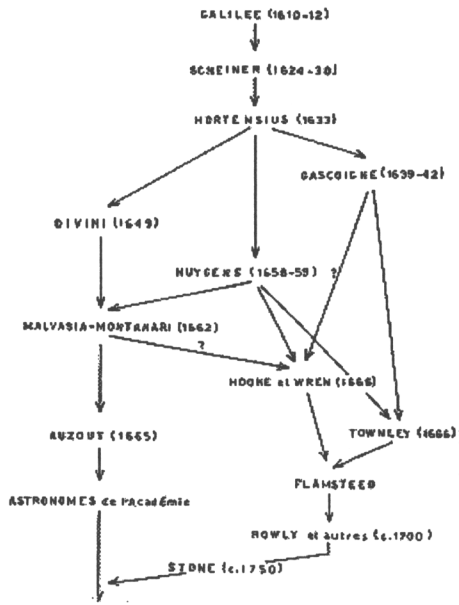 GALILEE (1610-12)
SCHEINER (1624-30)
HORTENSIUS (1633)
GASCOIGNE (1639-42)
DIVINI (1649)
HUYGENS (1658-59) ?
MALVASIA-MONTANARI (1662)
?
HOOKE et WREN (1666)
AUZOUT (1665)
TOWNLEY (1666)
FLAMSTEED
ASTRONOMES de l'Académie
ROWLY et autres (c.1700)
STONE (c.1750)